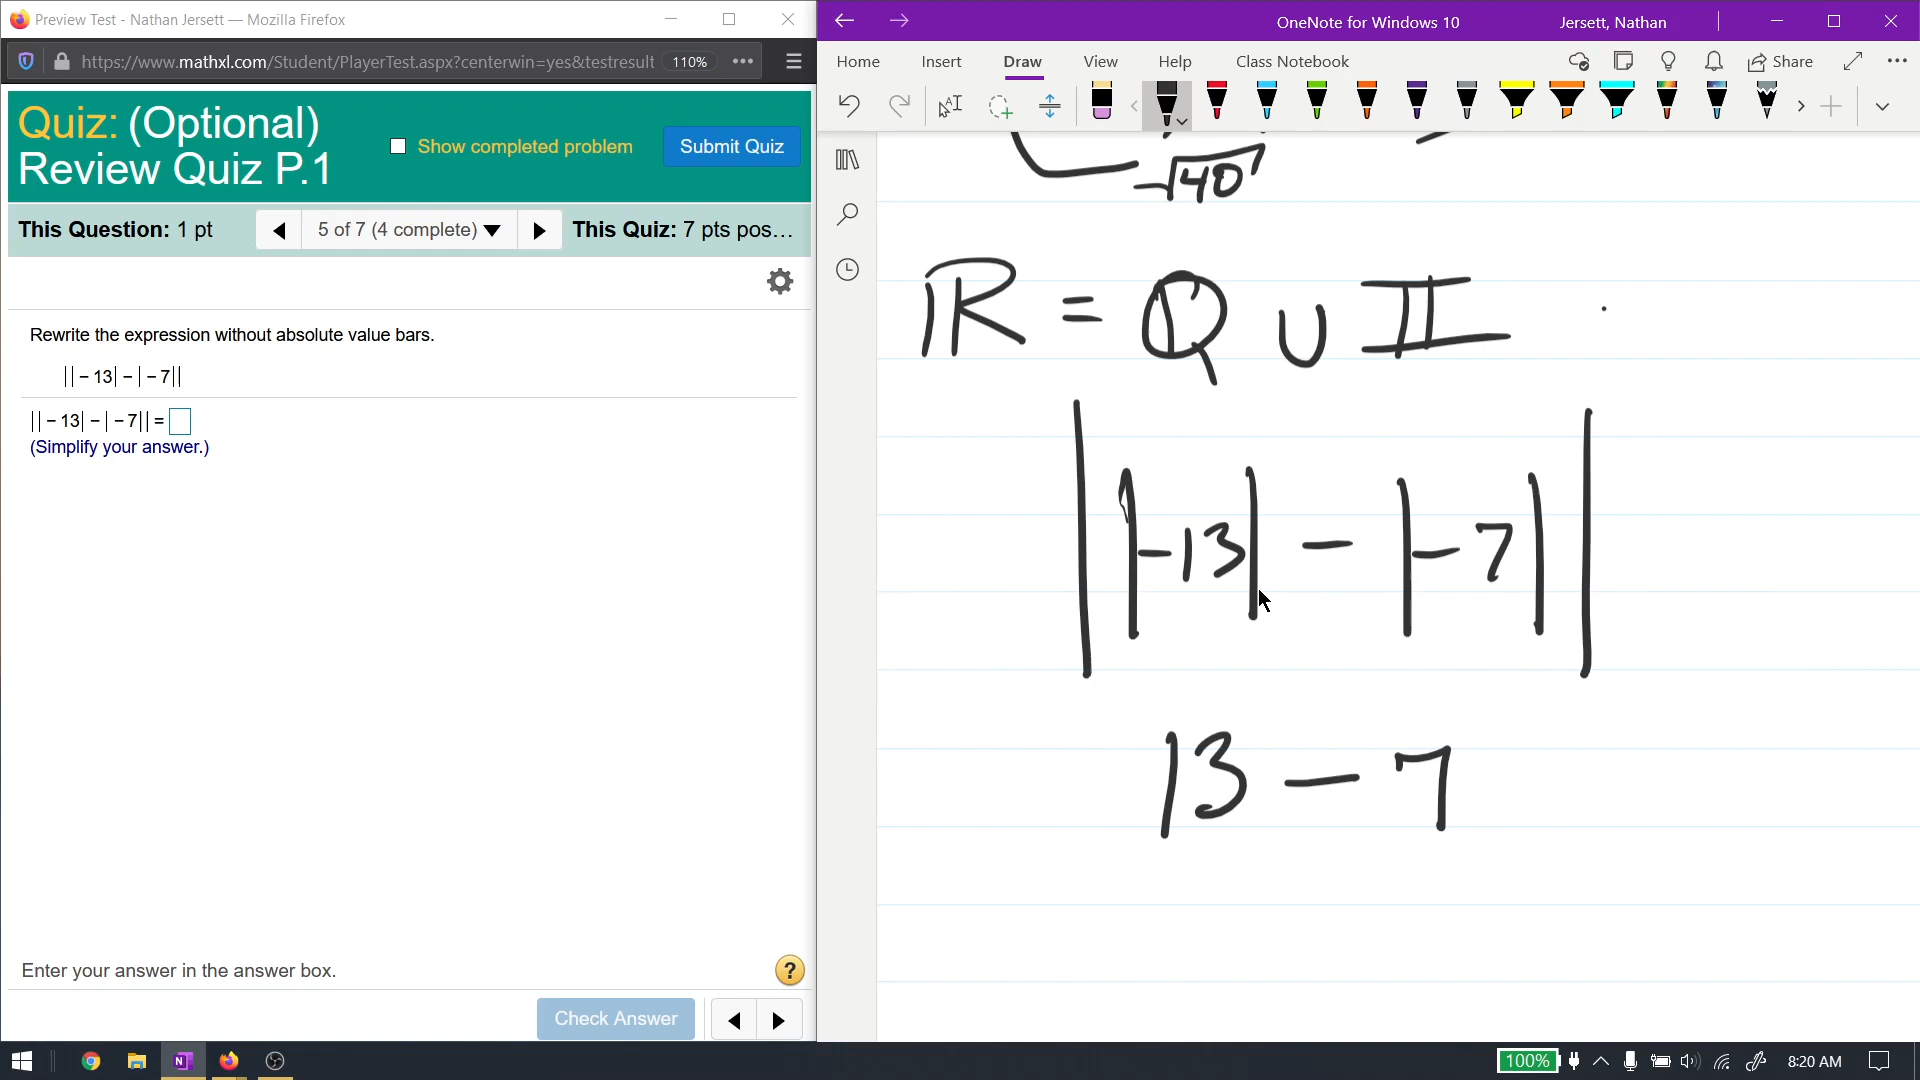 Preview Test - Nathan Jersett — Mozilla Firefox
https://www.mathxl.com/Student/PlayerTest.aspx?centerwin=yes&testresult 110%
Quiz: (Optional)
Review Quiz P.1
Show completed problem
Submit Quiz
This Question: 1 pt
5 of 7 (4 complete)
This Quiz: 7 pts pos...
Rewrite the expression without absolute value bars.
||−13|−|−7||
||−13|−|−7|| =
(Simplify your answer.)
Enter your answer in the answer box.
?
Check Answer
OneNote for Windows 10
Jersett, Nathan
Home Insert Draw View Help Class Notebook
Share
-√40
ℝ = ℚ ∪ 𝕀
||-13| - |-7||
13 - 7
100%
8:20 AM